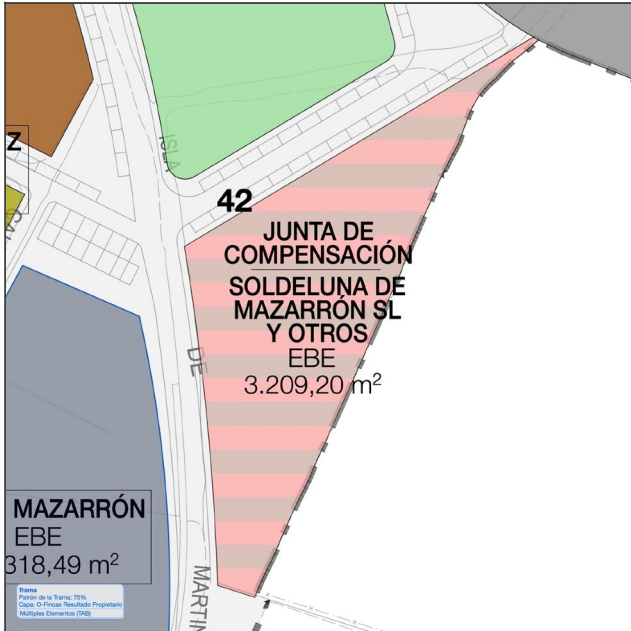 ISLA
Z
42
JUNTA DE
COMPENSACIÓN
SOLDELUNA DE
MAZARRÓN SL
Y OTROS
EBE
3.209,20 m²
DE
MAZARRÓN
EBE
318,49 m²
Trama
Patrón de la Trama: 75%
Capa: O-Fincas Resultado Propietario
Múltiples Elementos (TAB)